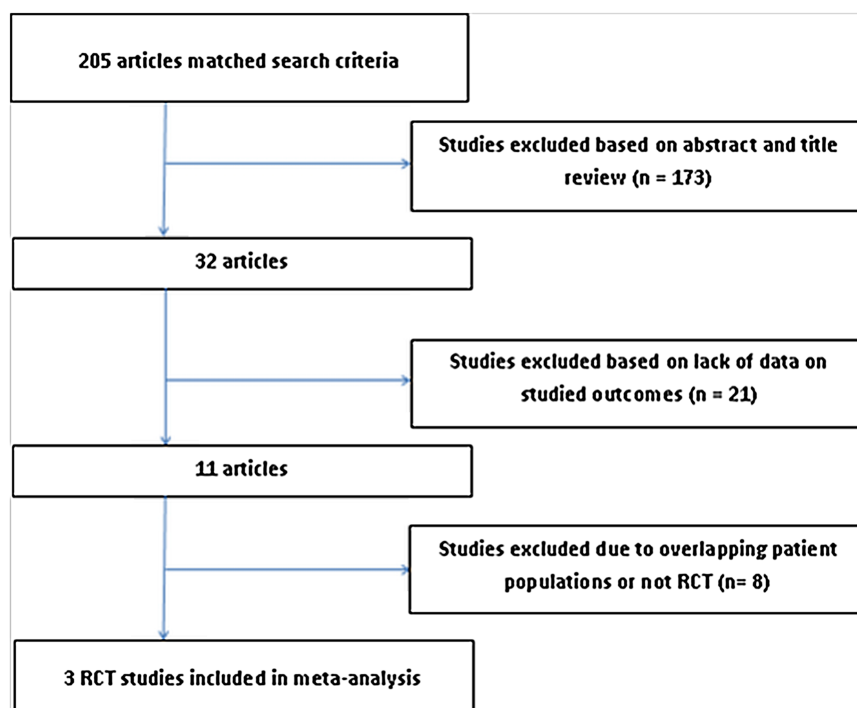 205 articles matched search criteria
Studies excluded based on abstract and title
review (n = 173)
32 articles
Studies excluded based on lack of data on
studied outcomes (n = 21)
11 articles
Studies excluded due to overlapping patient
populations or not RCT (n= 8)
3 RCT studies included in meta-analysis